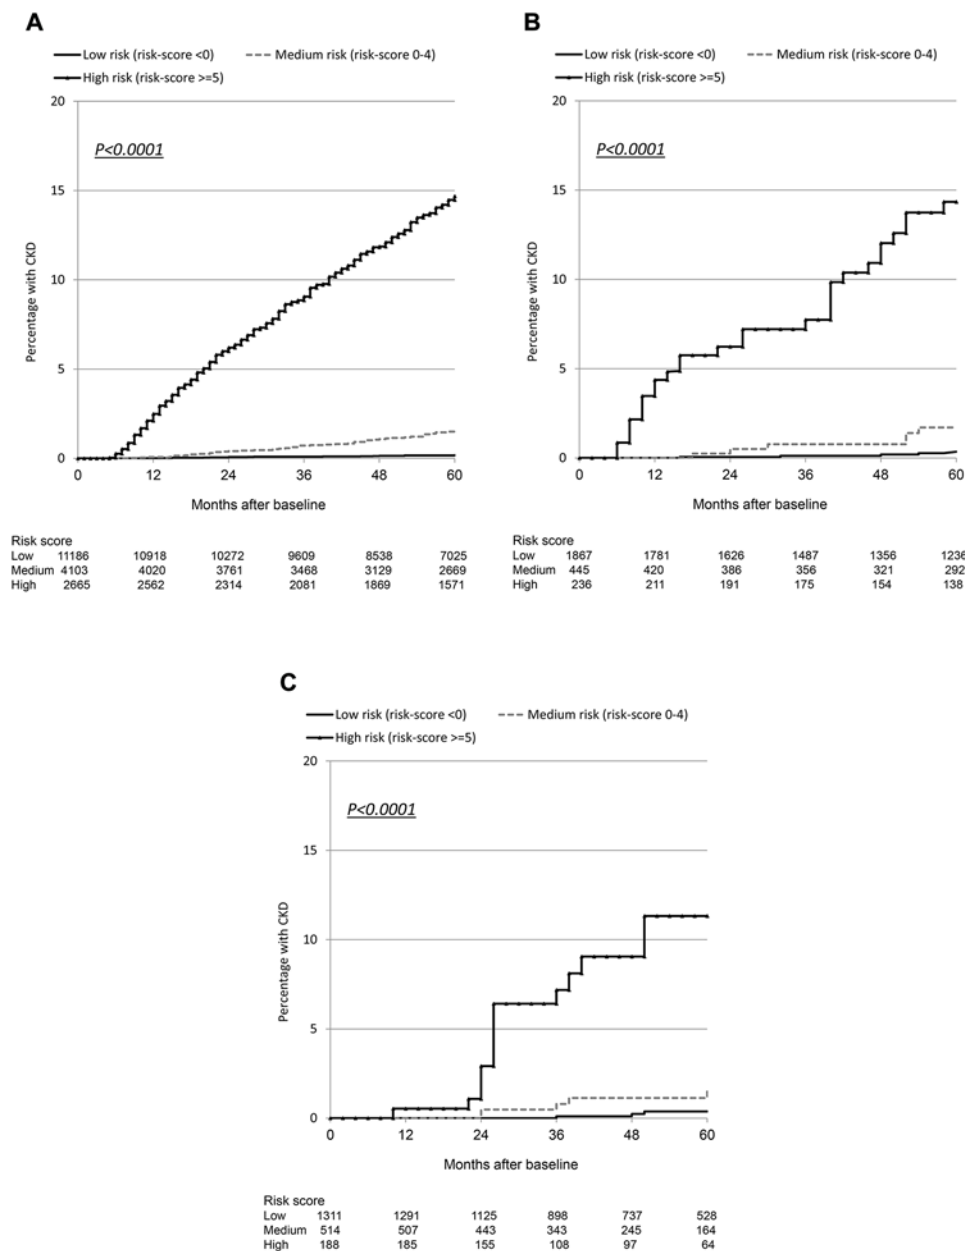 A
Low risk (risk-score <0) Medium risk (risk-score 0-4)
High risk (risk-score >=5)
20
15
10
5
0
P<0.0001
Percentage with CKD
0 12 24 36 48 60
Months after baseline
Risk score
Low 11186 10918 10272 9609 8538 7025
Medium 4103 4020 3761 3468 3129 2669
High 2665 2562 2314 2081 1869 1571
B
Low risk (risk-score <0) Medium risk (risk-score 0-4)
High risk (risk-score >=5)
20
15
10
5
0
P<0.0001
Percentage with CKD
0 12 24 36 48 60
Months after baseline
Risk score
Low 1867 1781 1626 1487 1356 1236
Medium 445 420 386 356 321 292
High 236 211 191 175 154 138
C
Low risk (risk-score <0) Medium risk (risk-score 0-4)
High risk (risk-score >=5)
20
15
10
5
0
P<0.0001
Percentage with CKD
0 12 24 36 48 60
Months after baseline
Risk score
Low 1311 1291 1125 898 737 528
Medium 514 507 443 343 245 164
High 188 185 155 108 97 64